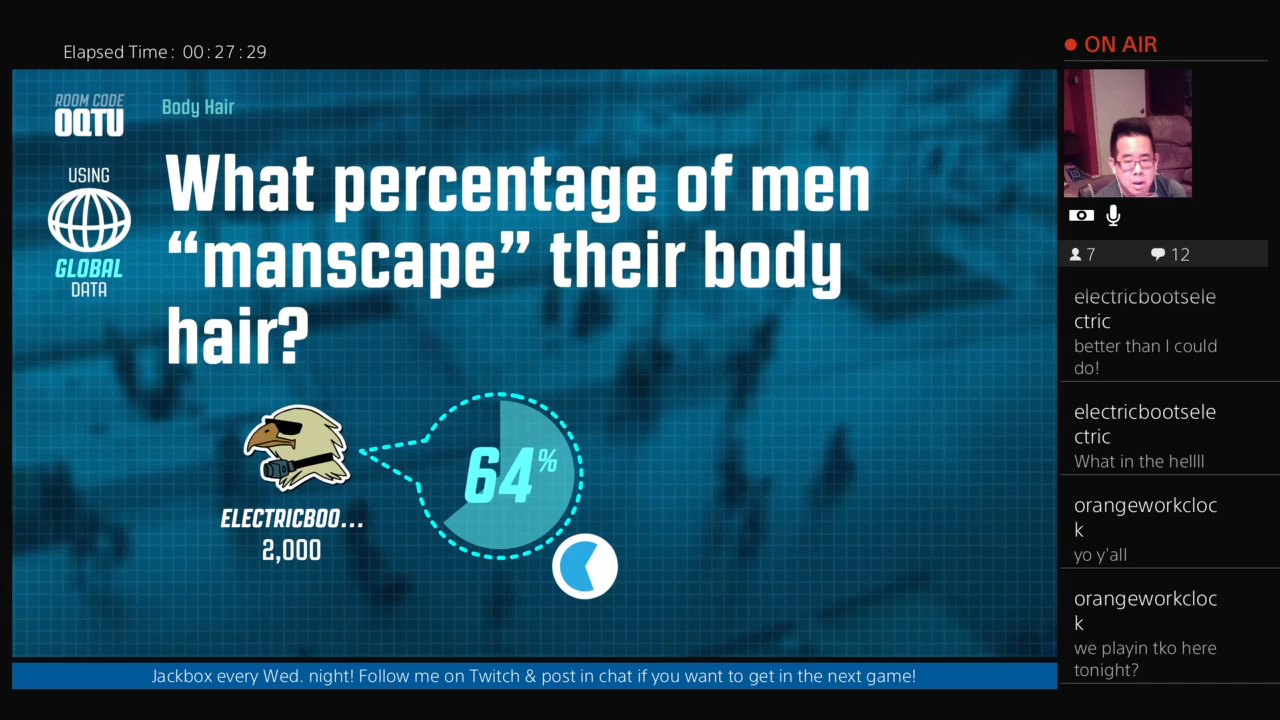 Elapsed Time: 00:27:29
ON AIR
ROOM CODE
OQTU
Body Hair
USING
GLOBAL
DATA
What percentage of men
“manscape” their body
hair?
64%
ELECTRICBOO...
2,000
7
12
electricbootsele
ctric
better than I could
do!
electricbootsele
ctric
What in the hellll
orangeworkcloc
k
yo y'all
orangeworkcloc
k
we playin tko here
tonight?
Jackbox every Wed. night! Follow me on Twitch & post in chat if you want to get in the next game!